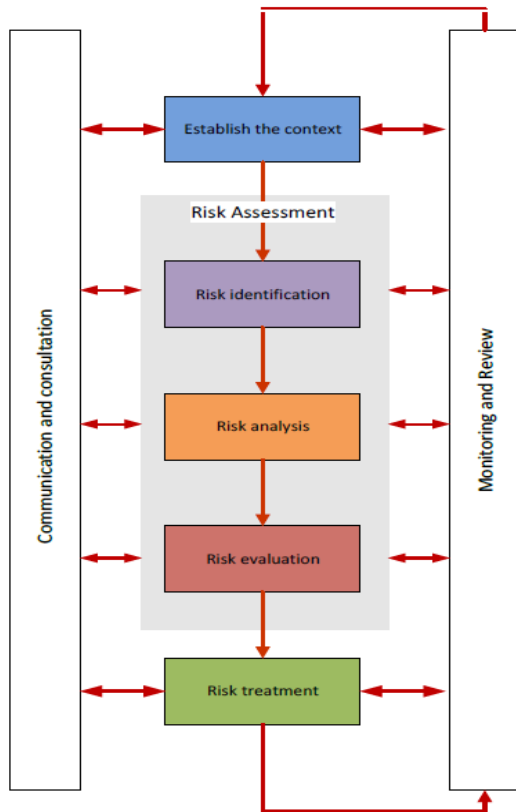 Establish the context
Risk Assessment
Risk identification
Risk analysis
Risk evaluation
Risk treatment
Communication and consultation
Monitoring and Review